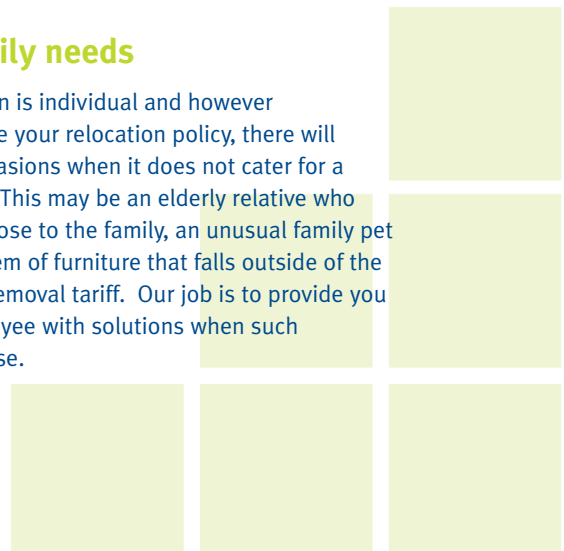 ily needs
n is individual and however
e your relocation policy, there will
asions when it does not cater for a
This may be an elderly relative who
ose to the family, an unusual family pet
em of furniture that falls outside of the
emoval tariff.  Our job is to provide you
yee with solutions when such
se.